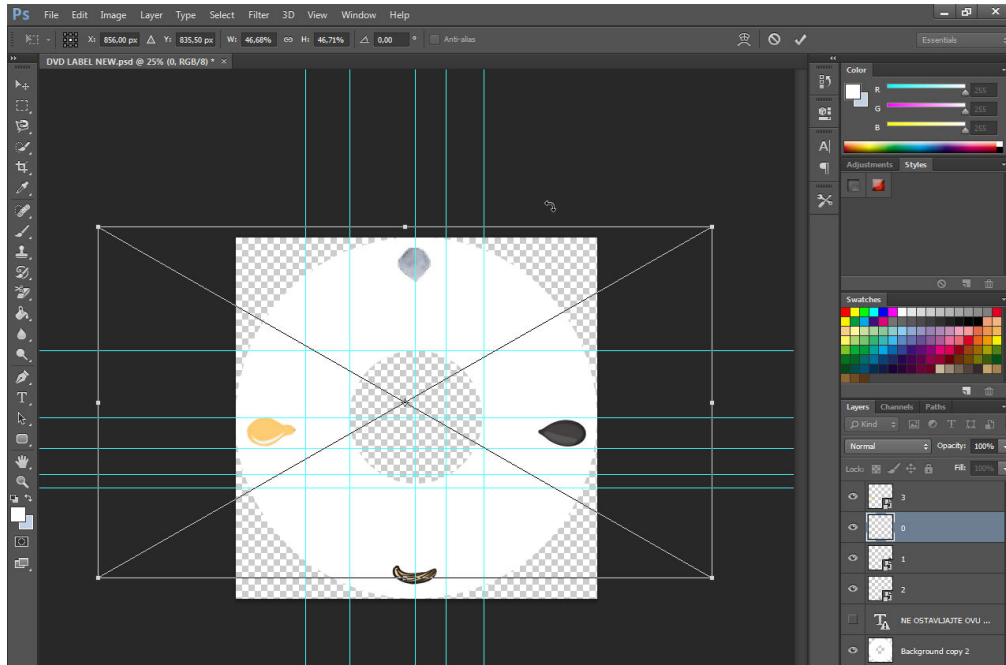 Ps File Edit Image Layer Type Select Filter 3D View Window Help
X: 856,00 px Y: 835,50 px W: 46,68% H: 46,71% 0,00 ° Anti-alias Essentials
DVD LABEL NEW.psd @ 25% (0, RGB/8) * ×
Color
R 255
G 255
B 255
Adjustments Styles
Swatches
Layers Channels Paths
Kind
Normal Opacity: 100%
Lock: Fill: 100%
3
0
1
2
NE OSTAVLJAJTE OVU ...
Background copy 2